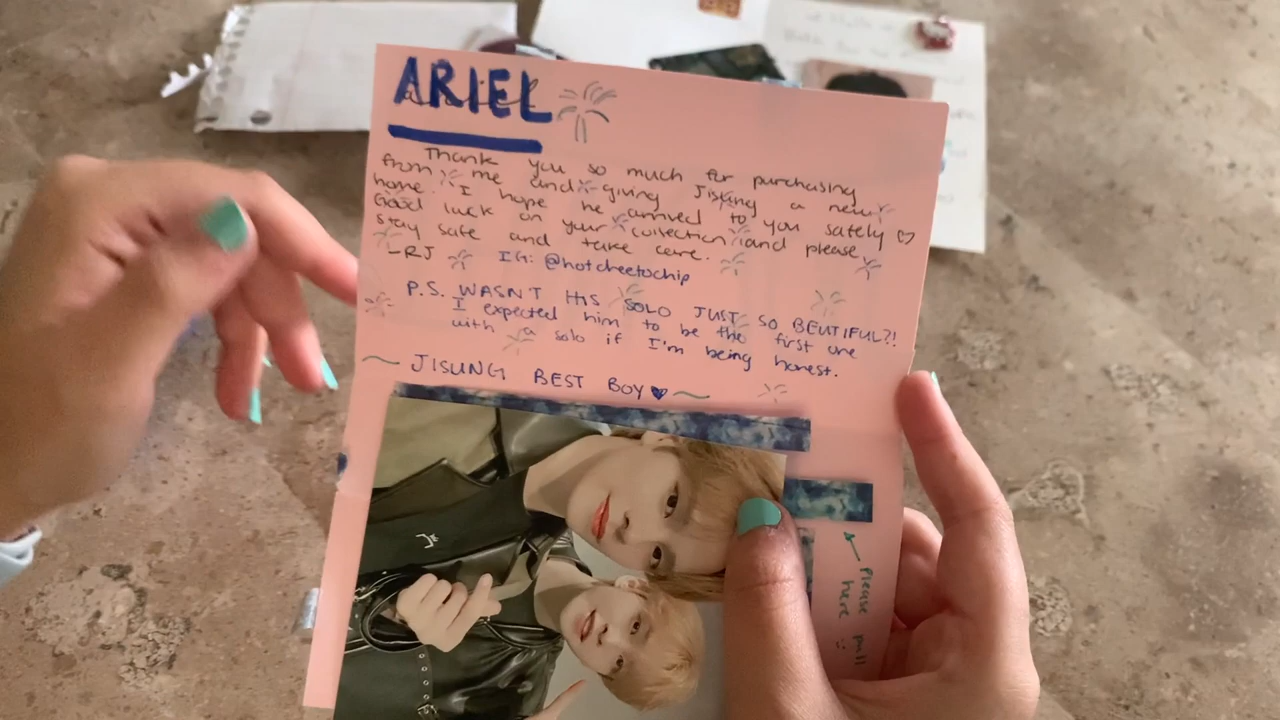 ARIEL
Thank you so much for purchasing
from me and giving Jisung a new
home. I hope he arrived to you safely ♡
Good luck on your collection and please
stay safe and take care.
-RJ IG: @hotcheetochip
P.S. WASN'T HIS SOLO JUST SO BEUTIFUL?!
I expected him to be the first one
with a solo if I'm being honest.
~ JISUNG BEST BOY ♥ ~
Please pull
here :)